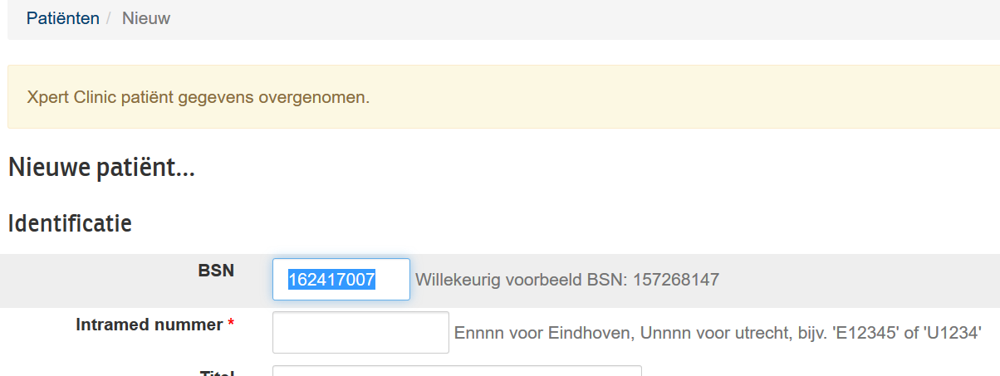 Patiënten / Nieuw
Xpert Clinic patiënt gegevens overgenomen.
Nieuwe patiënt...
Identificatie
BSN 162417007 Willekeurig voorbeeld BSN: 157268147
Intramed nummer * Ennnn voor Eindhoven, Unnnn voor utrecht, bijv. 'E12345' of 'U1234'
Titel